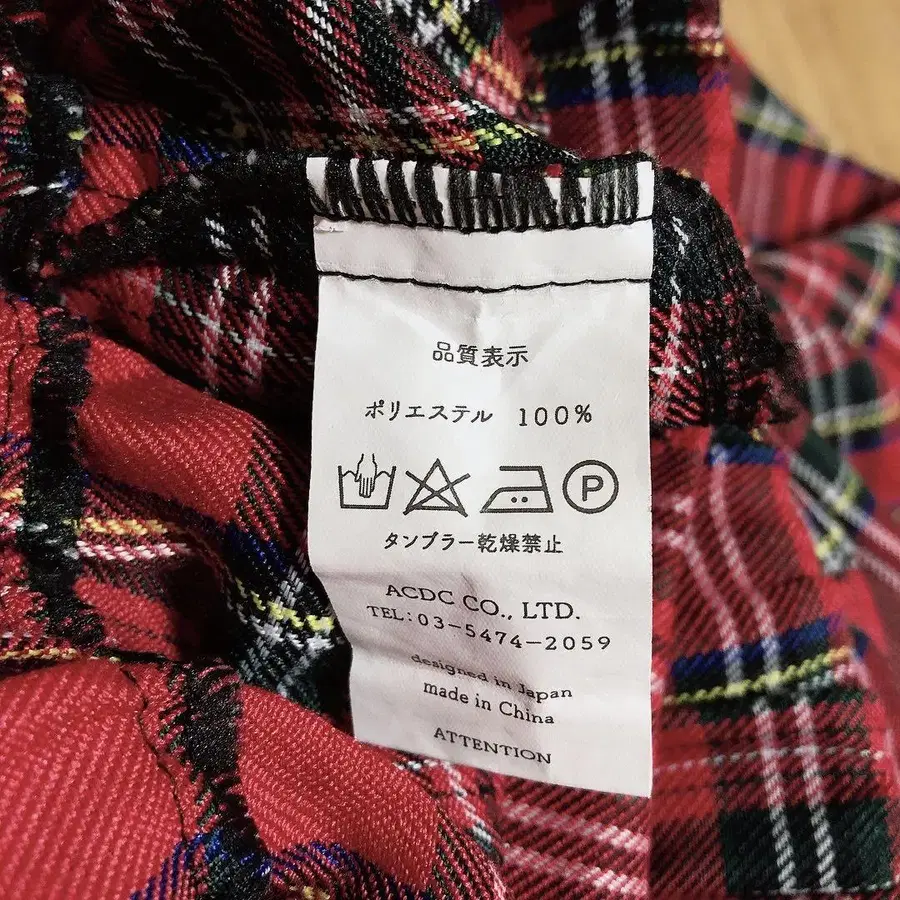 品質表示
ポリエステル 100%
P
タンブラー乾燥禁止
ACDC CO., LTD.
TEL:03-5474-2059
designed in Japan
made in China
ATTENTION